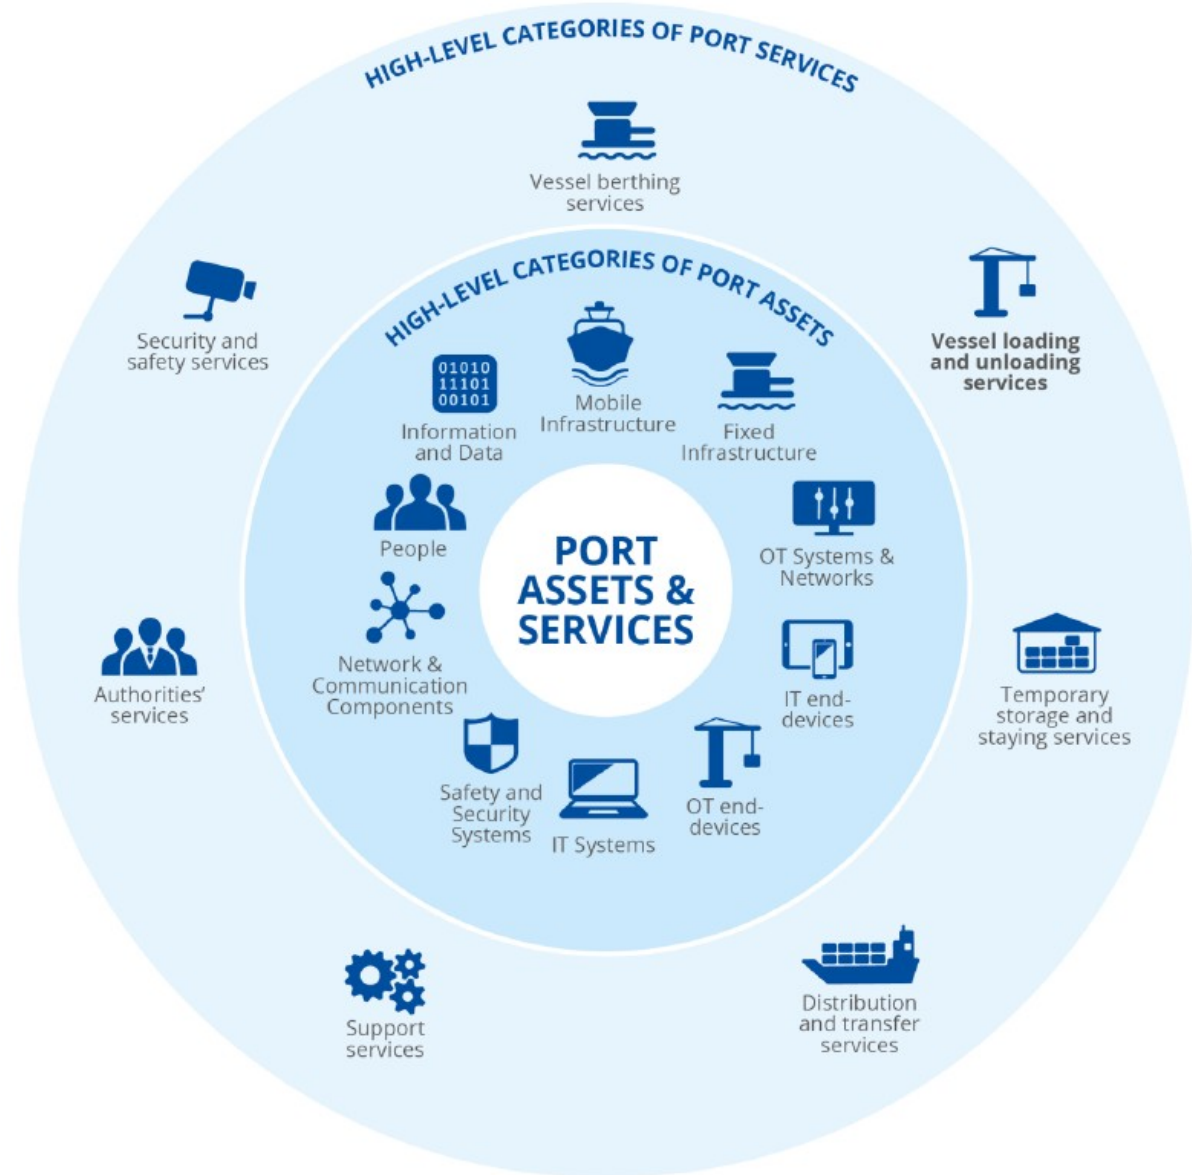 HIGH-LEVEL CATEGORIES OF PORT SERVICES
Vessel berthing
services
Security and
safety services
Vessel loading
and unloading
services
Authorities'
services
Temporary
storage and
staying services
Support
services
Distribution
and transfer
services
HIGH-LEVEL CATEGORIES OF PORT ASSETS
01010
11101
00101
Information
and Data
Mobile
Infrastructure
Fixed
Infrastructure
People
OT Systems &
Networks
Network &
Communication
Components
IT end-
devices
Safety and
Security
Systems
IT Systems
OT end-
devices
PORT
ASSETS &
SERVICES